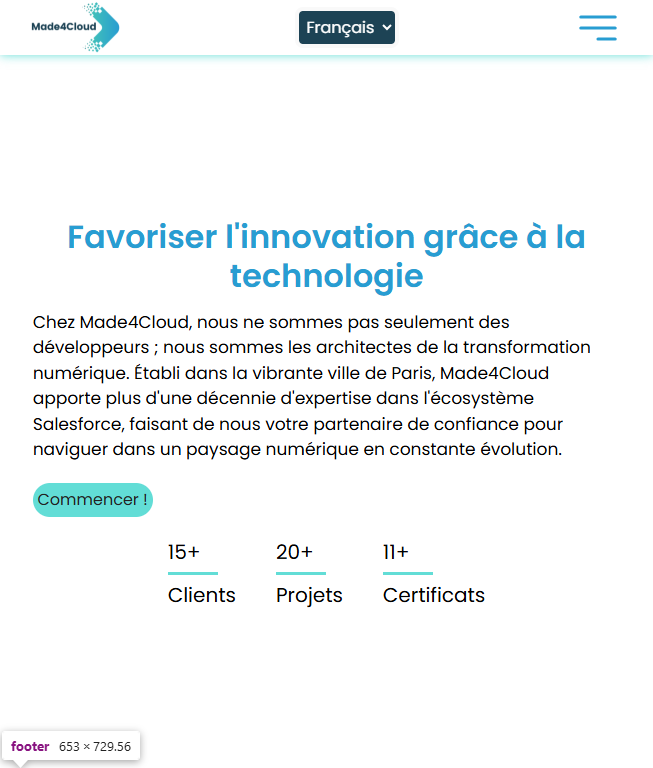 Made4Cloud
Français
Favoriser l'innovation grâce à la
technologie
Chez Made4Cloud, nous ne sommes pas seulement des
développeurs ; nous sommes les architectes de la transformation
numérique. Établi dans la vibrante ville de Paris, Made4Cloud
apporte plus d'une décennie d'expertise dans l'écosystème
Salesforce, faisant de nous votre partenaire de confiance pour
naviguer dans un paysage numérique en constante évolution.
Commencer !
15+ 20+ 11+
Clients Projets Certificats
footer 653 × 729.56